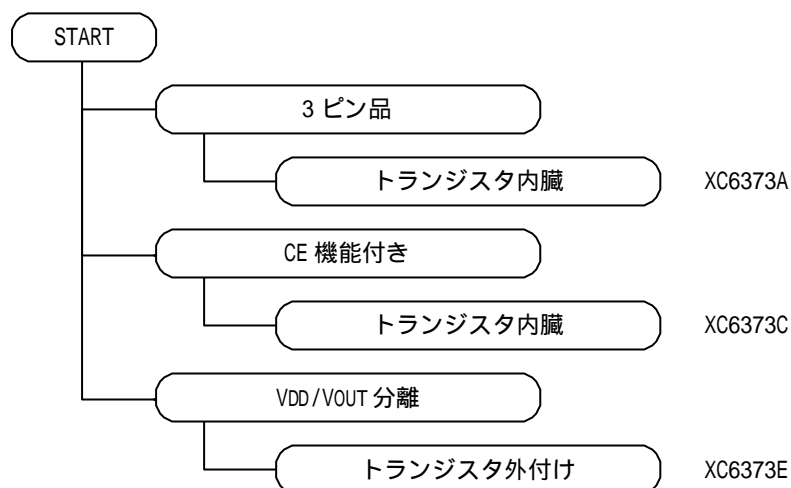 START
3 ピン品
トランジスタ内臓 XC6373A
CE 機能付き
トランジスタ内臓 XC6373C
VDD/VOUT 分離
トランジスタ外付け XC6373E